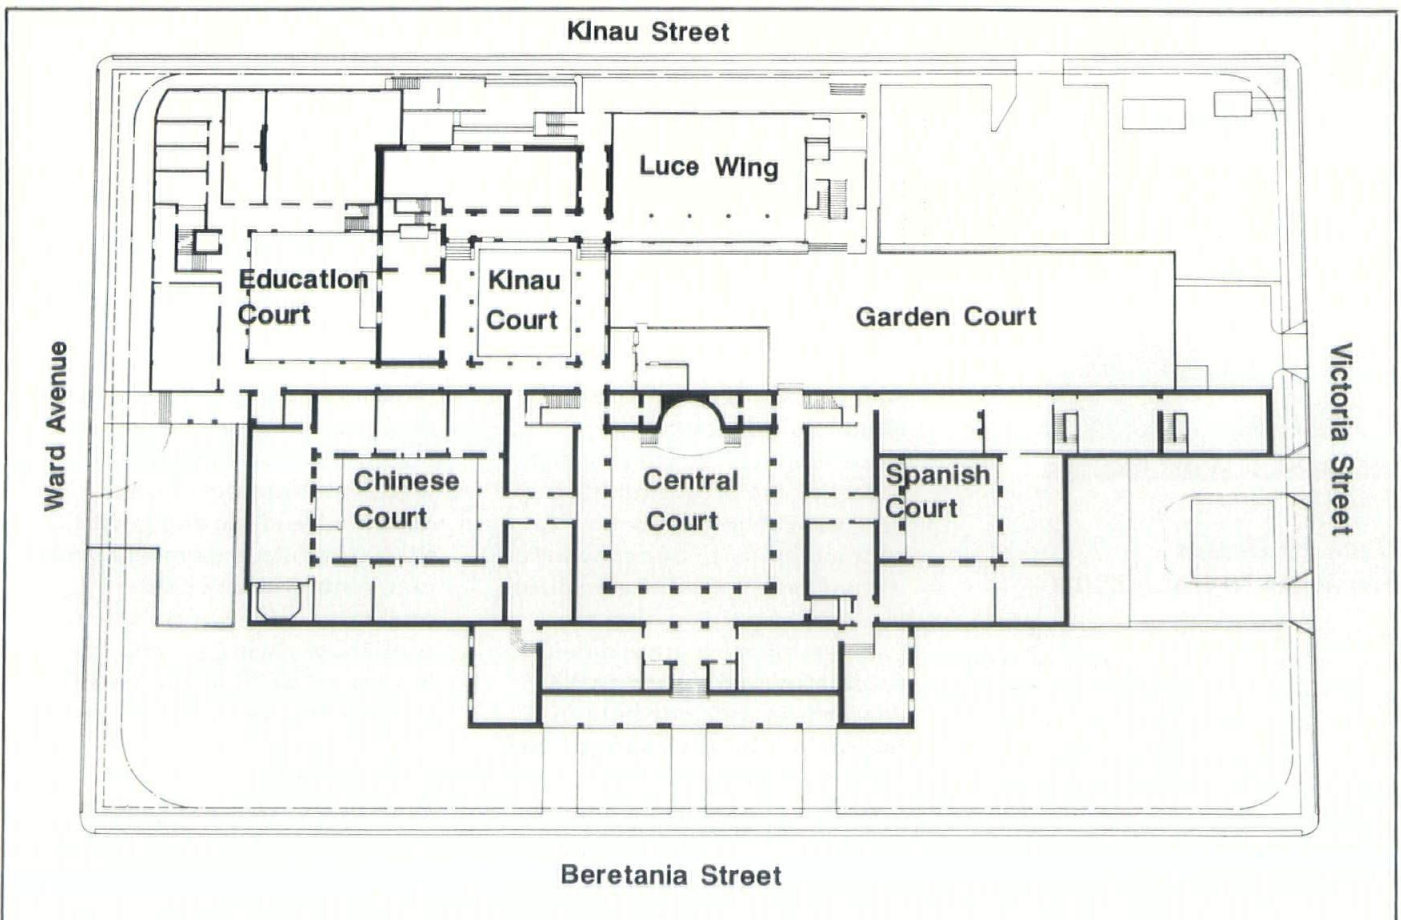 Kinau Street
Luce Wing
Education
Court
Kinau
Court
Garden Court
Ward Avenue
Victoria Street
Chinese
Court
Central
Court
Spanish
Court
Beretania Street